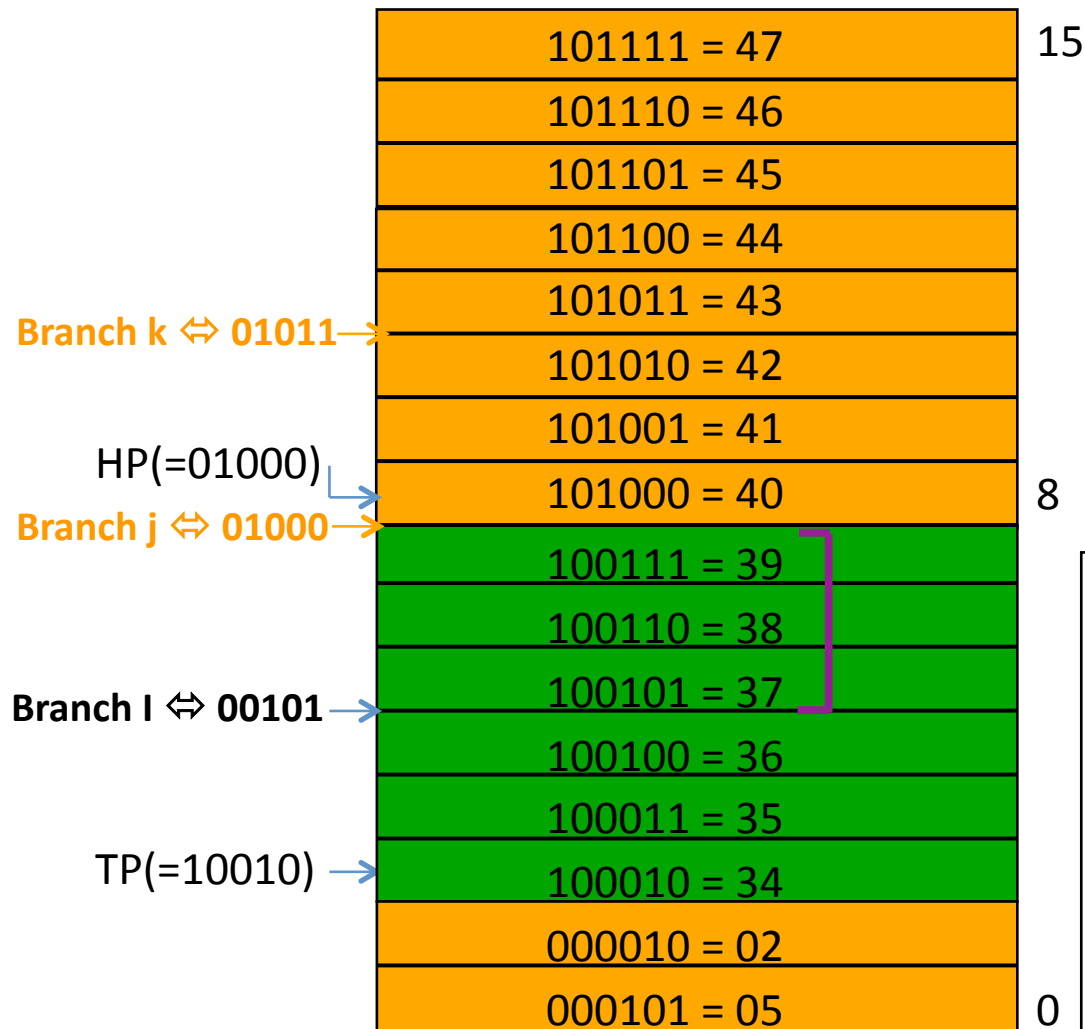 101111 = 47 15
101110 = 46
101101 = 45
101100 = 44
101011 = 43
Branch k ⬄ 01011
101010 = 42
101001 = 41
HP(=01000)
101000 = 40 8
Branch j ⬄ 01000
100111 = 39
100110 = 38
100101 = 37
Branch I ⬄ 00101
100100 = 36
100011 = 35
TP(=10010)
100010 = 34
000010 = 02
000101 = 05 0